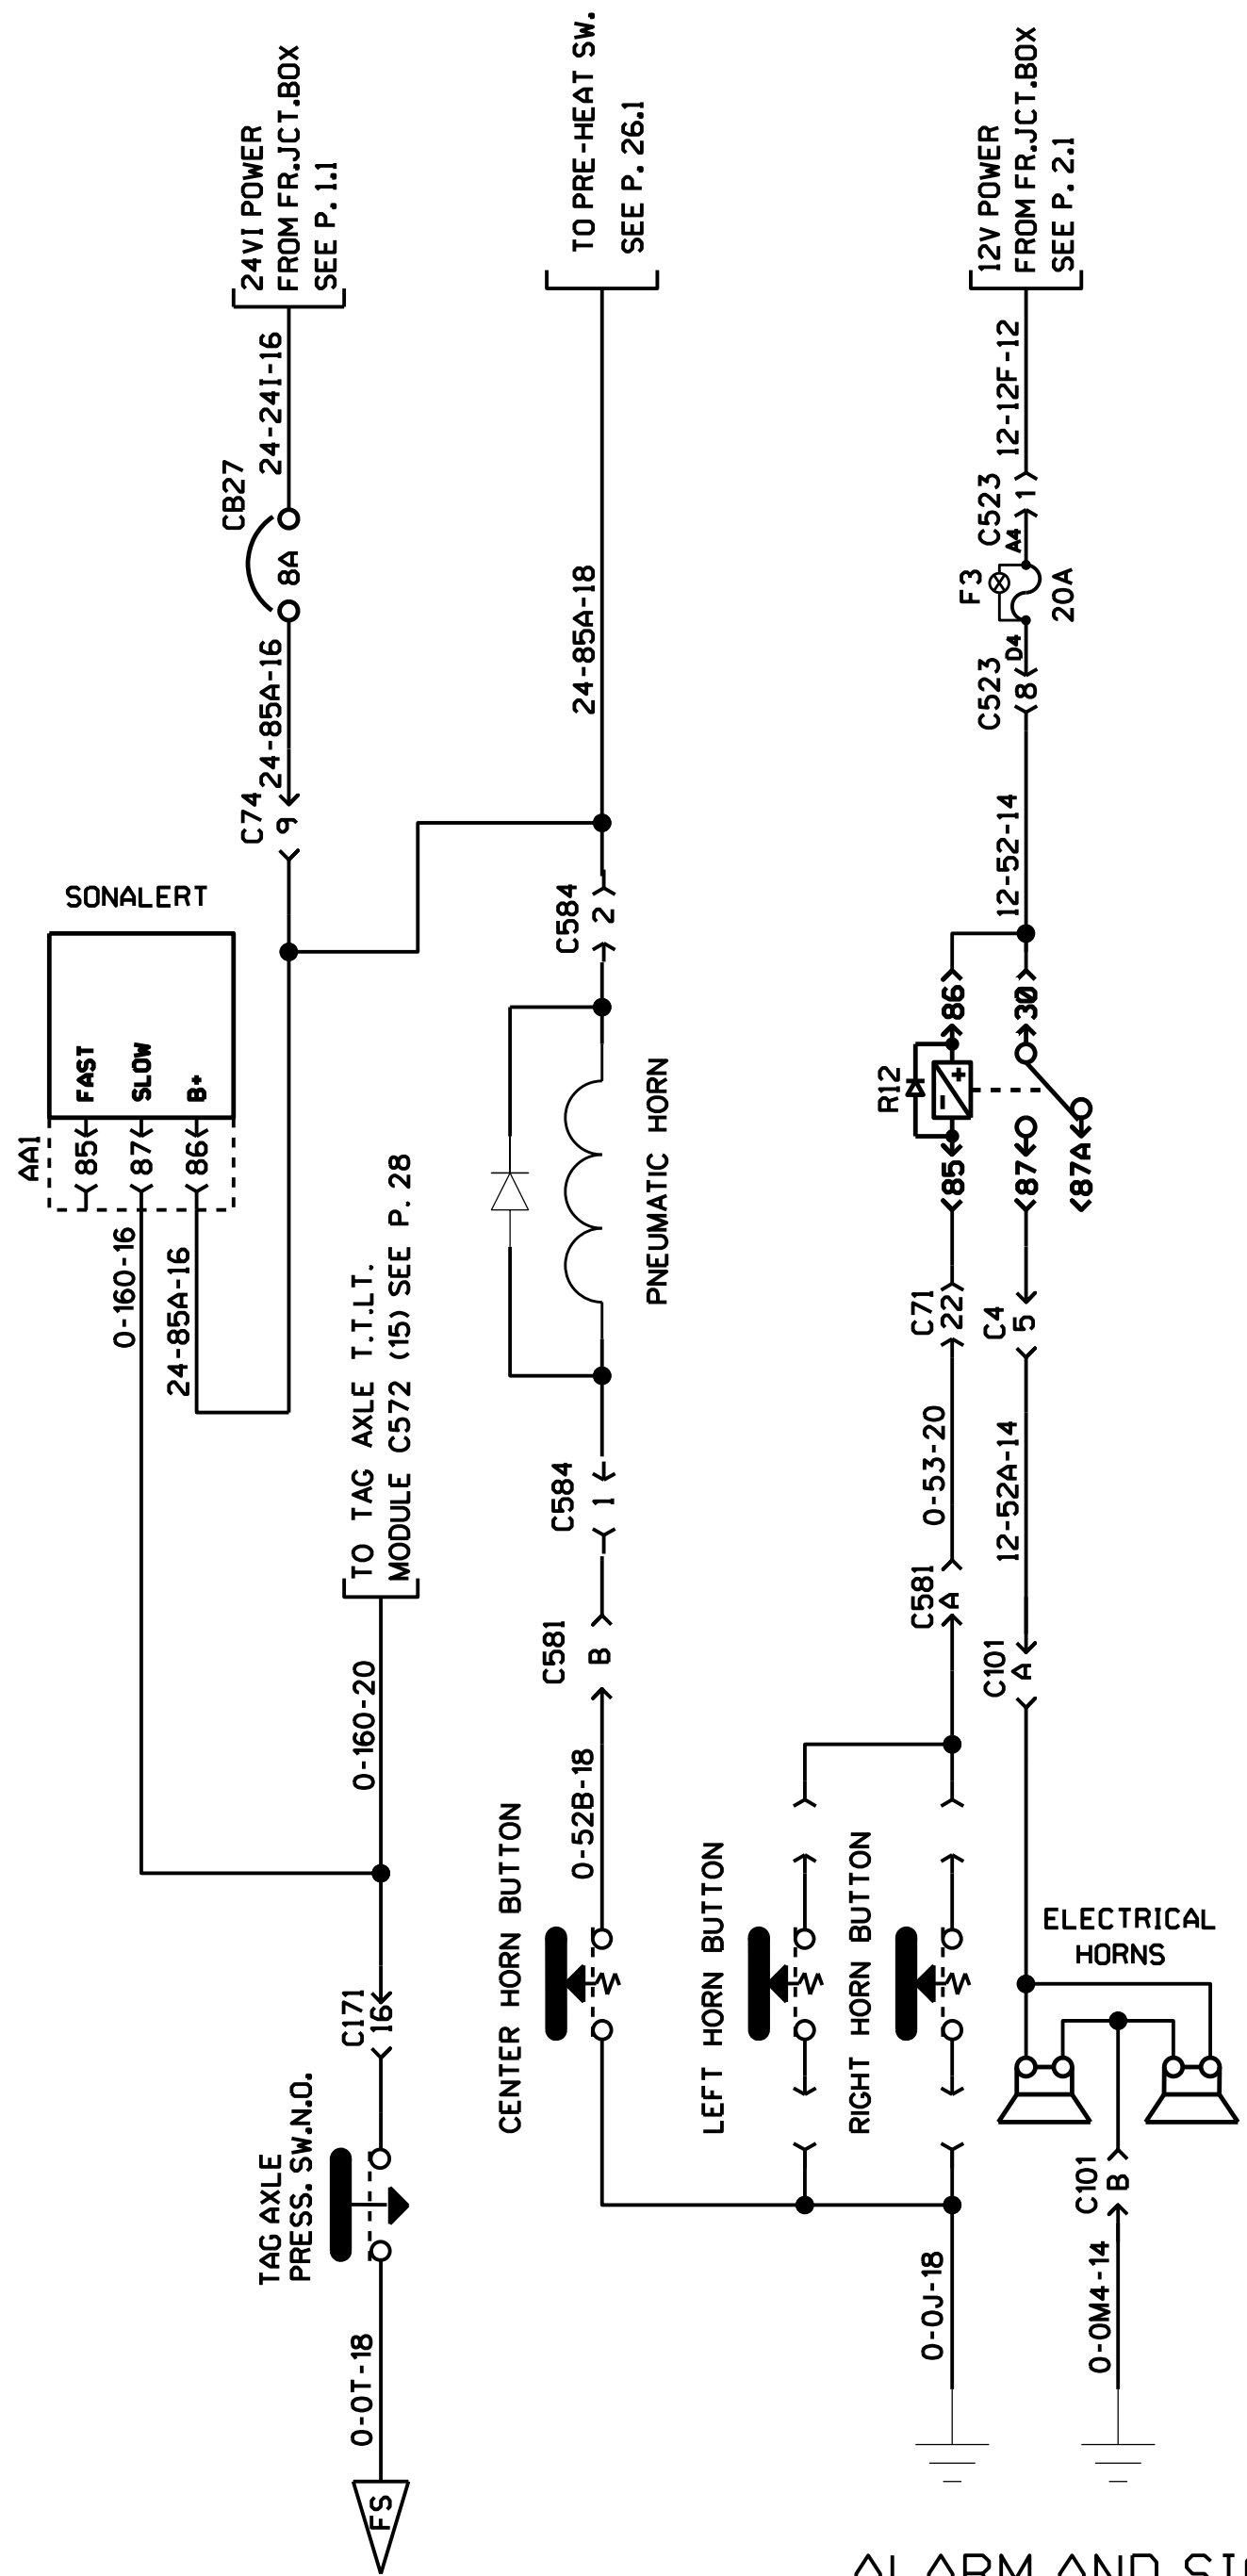 24VI POWER
FROM FR.JCT.BOX
SEE P. 1.1
24-24I-16
CB27
8A
24-85A-16
C74
9
SONALERT
FAST
SLOW
B+
AA1
85
87
86
0-160-16
24-85A-16
TO TAG AXLE T.T.LT.
MODULE C572 (15) SEE P. 28
0-160-20
C171
16
TAG AXLE
PRESS. SW.N.O.
0-0T-18
FS
TO PRE-HEAT SW.
SEE P. 26.1
24-85A-18
C584
2
PNEUMATIC HORN
C584
1
C581
B
0-52B-18
CENTER HORN BUTTON
LEFT HORN BUTTON
RIGHT HORN BUTTON
12V POWER
FROM FR.JCT.BOX
SEE P. 2.1
12-12F-12
C523
1
A4
F3
20A
D4
C523
8
12-52-14
86
30
R12
+
-
85
87
87A
C71
22
C4
5
0-53-20
12-52A-14
C581
A
C101
A
ELECTRICAL
HORNS
C101
B
0-0J-18
0-0M4-14
ALARM AND